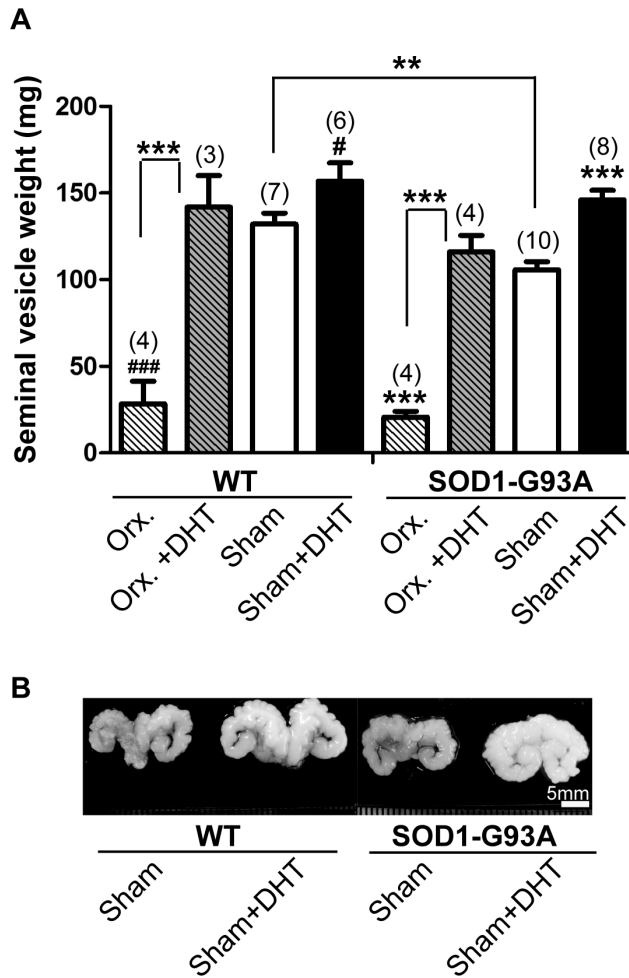 A
Seminal vesicle weight (mg)
200
150
100
50
0
**
***
(3)
(6)
#
(7)
(4)
###
***
(4)
(10)
(8)
***
(4)
***
WT
SOD1-G93A
Orx.
Orx. +DHT
Sham
Sham+DHT
Orx.
Orx. +DHT
Sham
Sham+DHT
B
5mm
WT
SOD1-G93A
Sham
Sham+DHT
Sham
Sham+DHT